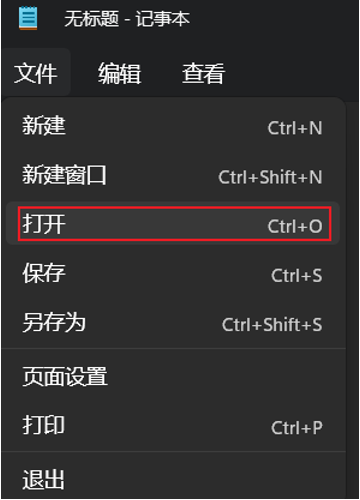 无标题 - 记事本
文件 编辑 查看
新建 Ctrl+N
新建窗口 Ctrl+Shift+N
打开 Ctrl+O
保存 Ctrl+S
另存为 Ctrl+Shift+S
页面设置
打印 Ctrl+P
退出